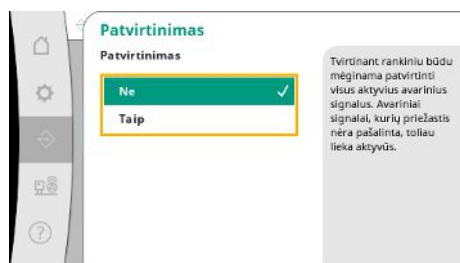 Patvirtinimas
Patvirtinimas
Ne
Taip
Tvirtinant rankiniu būdu
mėginama patvirtinti
visus aktyvius avarinius
signalus. Avariniai
signalai, kurių priežastis
nėra pašalinta, toliau
lieka aktyvūs.